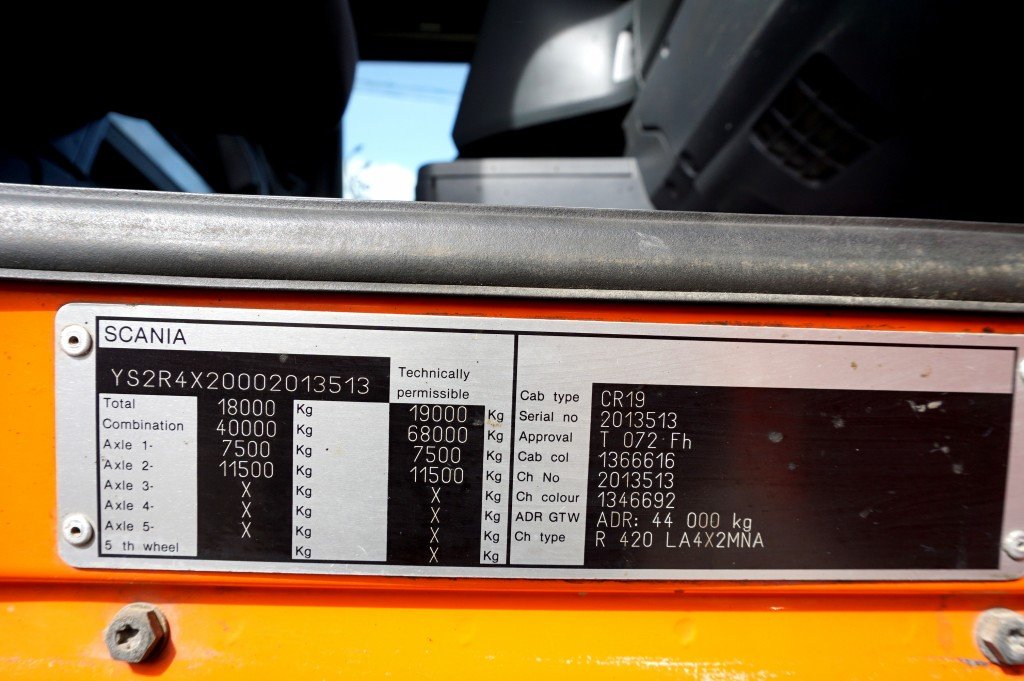 SCANIA
YS2R4X20002013513
Technically
permissible
Total 18000 Kg 19000 Kg
Combination 40000 Kg 68000 Kg
Axle 1- 7500 Kg 7500 Kg
Axle 2- 11500 Kg 11500 Kg
Axle 3- X Kg X Kg
Axle 4- X Kg X Kg
Axle 5- X Kg X Kg
5 th wheel Kg X Kg
Cab type CR19
Serial no 2013513
Approval T 072 Fh
Cab col 1366616
Ch No 2013513
Ch colour 1346692
ADR GTW ADR: 44 000 kg
Ch type R 420 LA4X2MNA